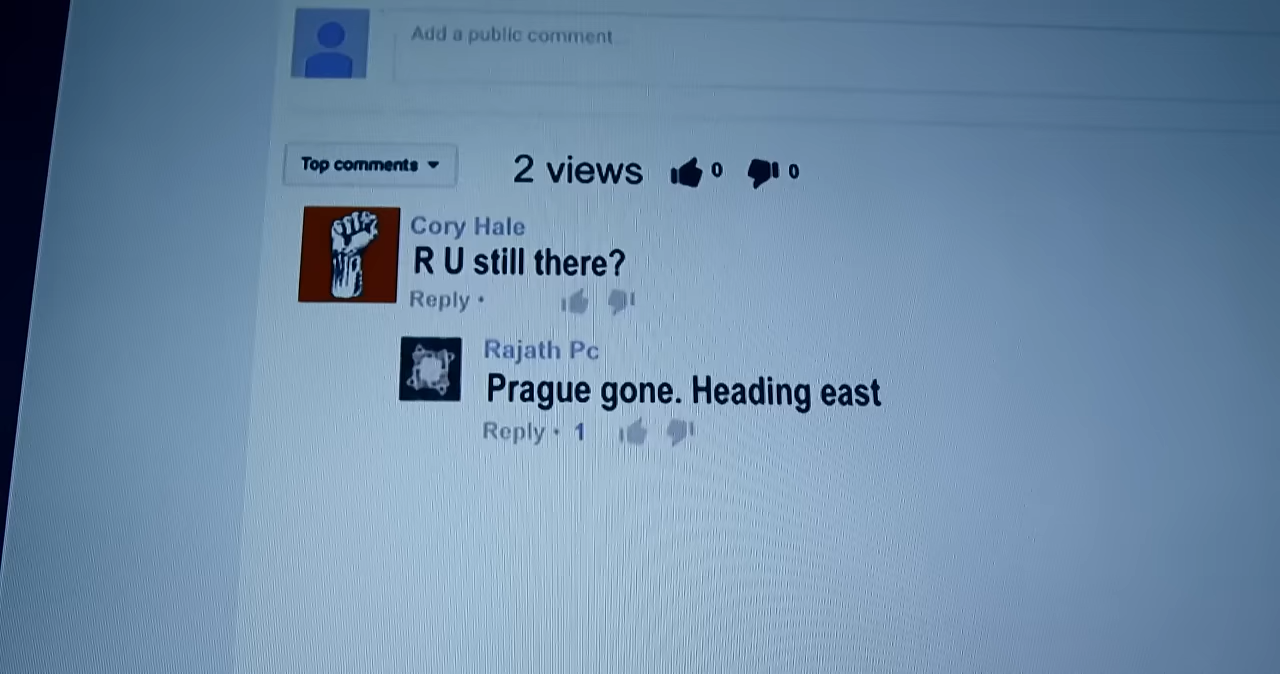 Add a public comment
Top comments 2 views 0 0
Cory Hale
R U still there?
Reply •
Rajath Pc
Prague gone. Heading east
Reply • 1